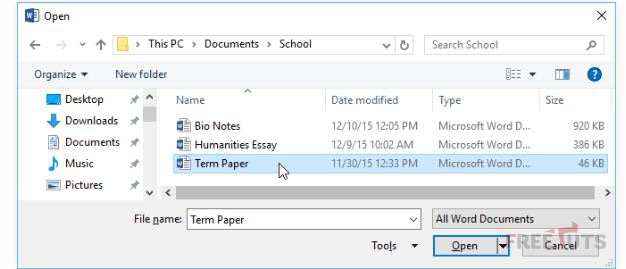 Open
This PC > Documents > School
Search School
Organize New folder ?
Desktop
Downloads
Documents
Music
Pictures
Name Date modified Type Size
Bio Notes 12/10/15 12:05 PM Microsoft Word D... 920 KB
Humanities Essay 12/9/15 10:02 AM Microsoft Word D... 386 KB
Term Paper 11/30/15 12:33 PM Microsoft Word D... 46 KB
File name: Term Paper All Word Documents
Tools Open Cancel
FREETUTS